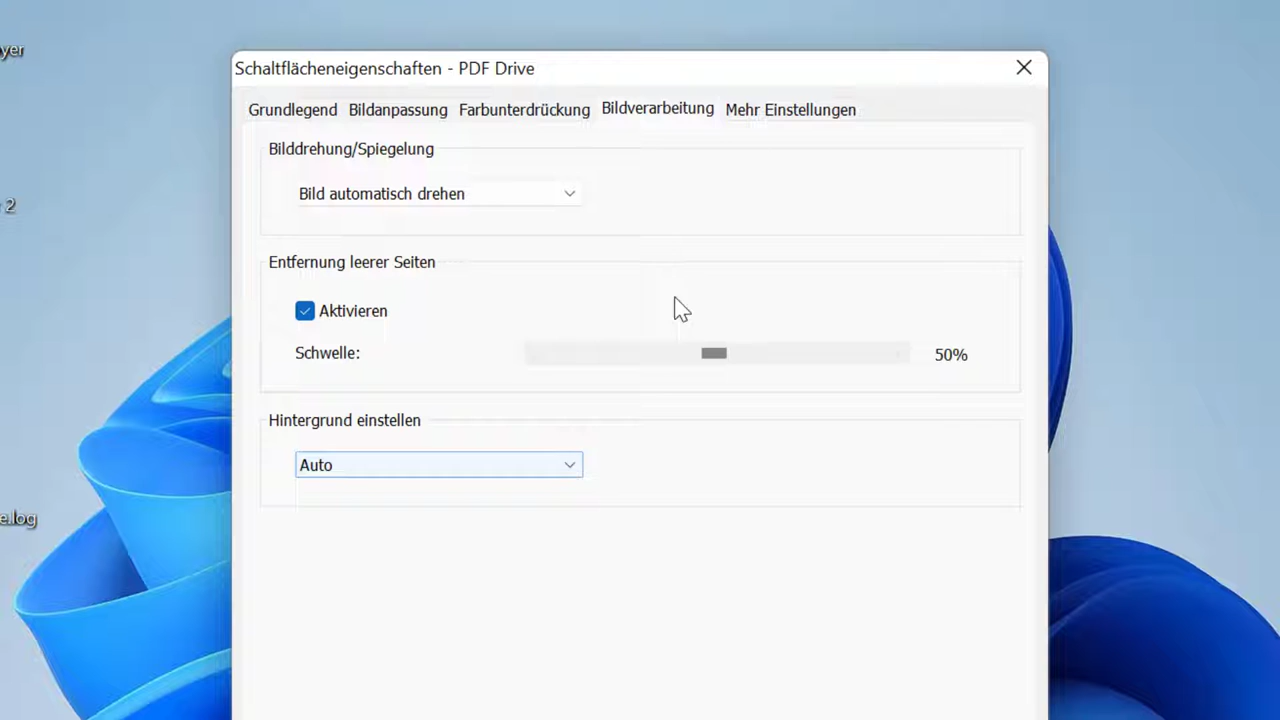 yer
Schaltflächeneigenschaften - PDF Drive
Grundlegend Bildanpassung Farbunterdrückung Bildverarbeitung Mehr Einstellungen
Bilddrehung/Spiegelung
Bild automatisch drehen
2
Entfernung leerer Seiten
Aktivieren
Schwelle: 50%
Hintergrund einstellen
Auto
e.log